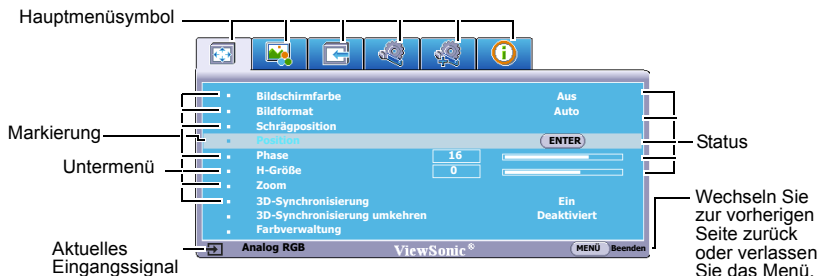 Hauptmenüsymbol
Bildschirmfarbe Aus
Bildformat Auto
Schrägposition
Markierung
Position ENTER
Status
Phase 16
Untermenü
H-Größe 0
Zoom
3D-Synchronisierung Ein
3D-Synchronisierung umkehren Deaktiviert
Farbverwaltung
Analog RGB ViewSonic® MENÜ Beenden
Aktuelles
Eingangssignal
Wechseln Sie
zur vorherigen
Seite zurück
oder verlassen
Sie das Menü.